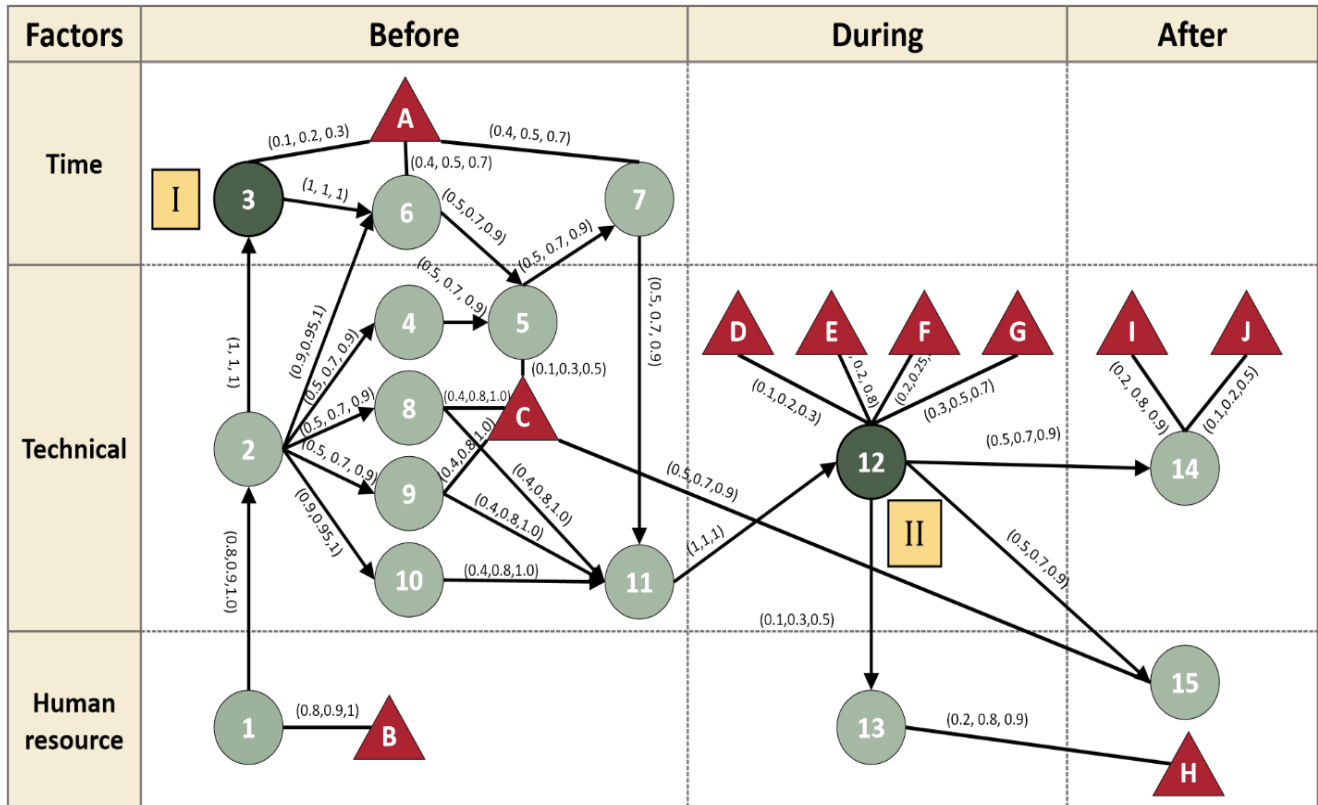 Factors
Before
During
After
Time
A
(0.1, 0.2, 0.3)
(0.4, 0.5, 0.7)
(0.4, 0.5, 0.7)
I
3
(1, 1, 1)
6
(0.5,0.7,0.9)
7
(0.5, 0.7, 0.9)
(1, 1, 1)
(0.9,0.95,1)
(0.5, 0.7, 0.9)
4
(0.5, 0.7, 0.9)
5
(0.5, 0.7, 0.9)
(0.1,0.3,0.5)
D
E
F
G
I
J
(0.1,0.2,0.3)
, 0.2, 0.8)
(0.2,0.25,
(0.3,0.5,0.7)
(0.2, 0.8, 0.9)
(0.1,0.2,0.5)
Technical
2
(0.5, 0.7, 0.9)
8
(0.4,0.8,1.0)
C
(0.5, 0.7, 0.9)
9
(0.4,0.8,1.0)
(0.4,0.8,1.0)
(0.4,0.8,1.0)
(0.5,0.7,0.9)
12
(0.5,0.7,0.9)
14
II
(0.9,0.95,1)
10
(0.4,0.8,1.0)
11
(1,1,1)
(0.5,0.7,0.9)
(0.8,0.9,1.0)
(0.1,0.3,0.5)
Human
resource
1
(0.8,0.9,1)
B
13
(0.2, 0.8, 0.9)
15
H